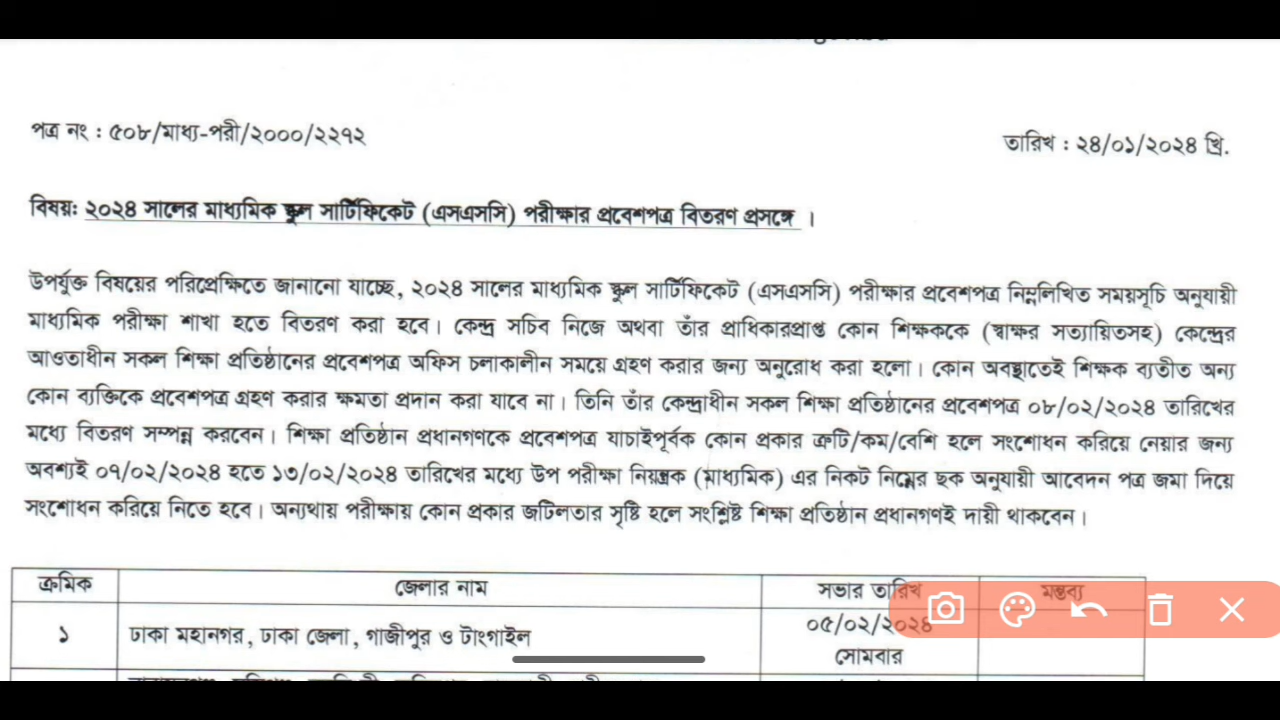 পত্র নং : ৫০৮/মাধ্য-পরী/২০০০/২২৭২
তারিখ : ২৪/০১/২০২৪ খ্রি.
বিষয়: ২০২৪ সালের মাধ্যমিক স্কুল সার্টিফিকেট (এসএসসি) পরীক্ষার প্রবেশপত্র বিতরণ প্রসঙ্গে ।
উপর্যুক্ত বিষয়ের পরিপ্রেক্ষিতে জানানো যাচ্ছে, ২০২৪ সালের মাধ্যমিক স্কুল সার্টিফিকেট (এসএসসি) পরীক্ষার প্রবেশপত্র নিম্নলিখিত সময়সূচি অনুযায়ী
মাধ্যমিক পরীক্ষা শাখা হতে বিতরণ করা হবে। কেন্দ্র সচিব নিজে অথবা তাঁর প্রাধিকারপ্রাপ্ত কোন শিক্ষককে (স্বাক্ষর সত্যায়িতসহ) কেন্দ্রের
আওতাধীন সকল শিক্ষা প্রতিষ্ঠানের প্রবেশপত্র অফিস চলাকালীন সময়ে গ্রহণ করার জন্য অনুরোধ করা হলো। কোন অবস্থাতেই শিক্ষক ব্যতীত অন্য
কোন ব্যক্তিকে প্রবেশপত্র গ্রহণ করার ক্ষমতা প্রদান করা যাবে না। তিনি তাঁর কেন্দ্রাধীন সকল শিক্ষা প্রতিষ্ঠানের প্রবেশপত্র ০৮/০২/২০২৪ তারিখের
মধ্যে বিতরণ সম্পন্ন করবেন। শিক্ষা প্রতিষ্ঠান প্রধানগণকে প্রবেশপত্র যাচাইপূর্বক কোন প্রকার ত্রুটি/কম/বেশি হলে সংশোধন করিয়ে নেয়ার জন্য
অবশ্যই ০৭/০২/২০২৪ হতে ১৩/০২/২০২৪ তারিখের মধ্যে উপ পরীক্ষা নিয়ন্ত্রক (মাধ্যমিক) এর নিকট নিম্নের ছক অনুযায়ী আবেদন পত্র জমা দিয়ে
সংশোধন করিয়ে নিতে হবে। অন্যথায় পরীক্ষায় কোন প্রকার জটিলতার সৃষ্টি হলে সংশ্লিষ্ট শিক্ষা প্রতিষ্ঠান প্রধানগণই দায়ী থাকবেন।
ক্রমিক জেলার নাম সভার তারিখ মন্তব্য
১ ঢাকা মহানগর, ঢাকা জেলা, গাজীপুর ও টাংগাইল ০৫/০২/২০২৪
সোমবার